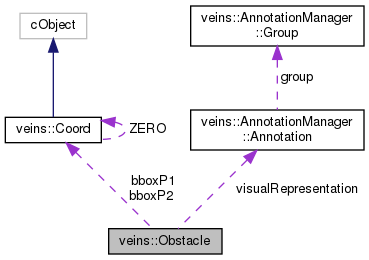 cObject
veins::AnnotationManager
::Group
group
veins::Coord
ZERO
veins::AnnotationManager
::Annotation
bboxP1
bboxP2
visualRepresentation
veins::Obstacle